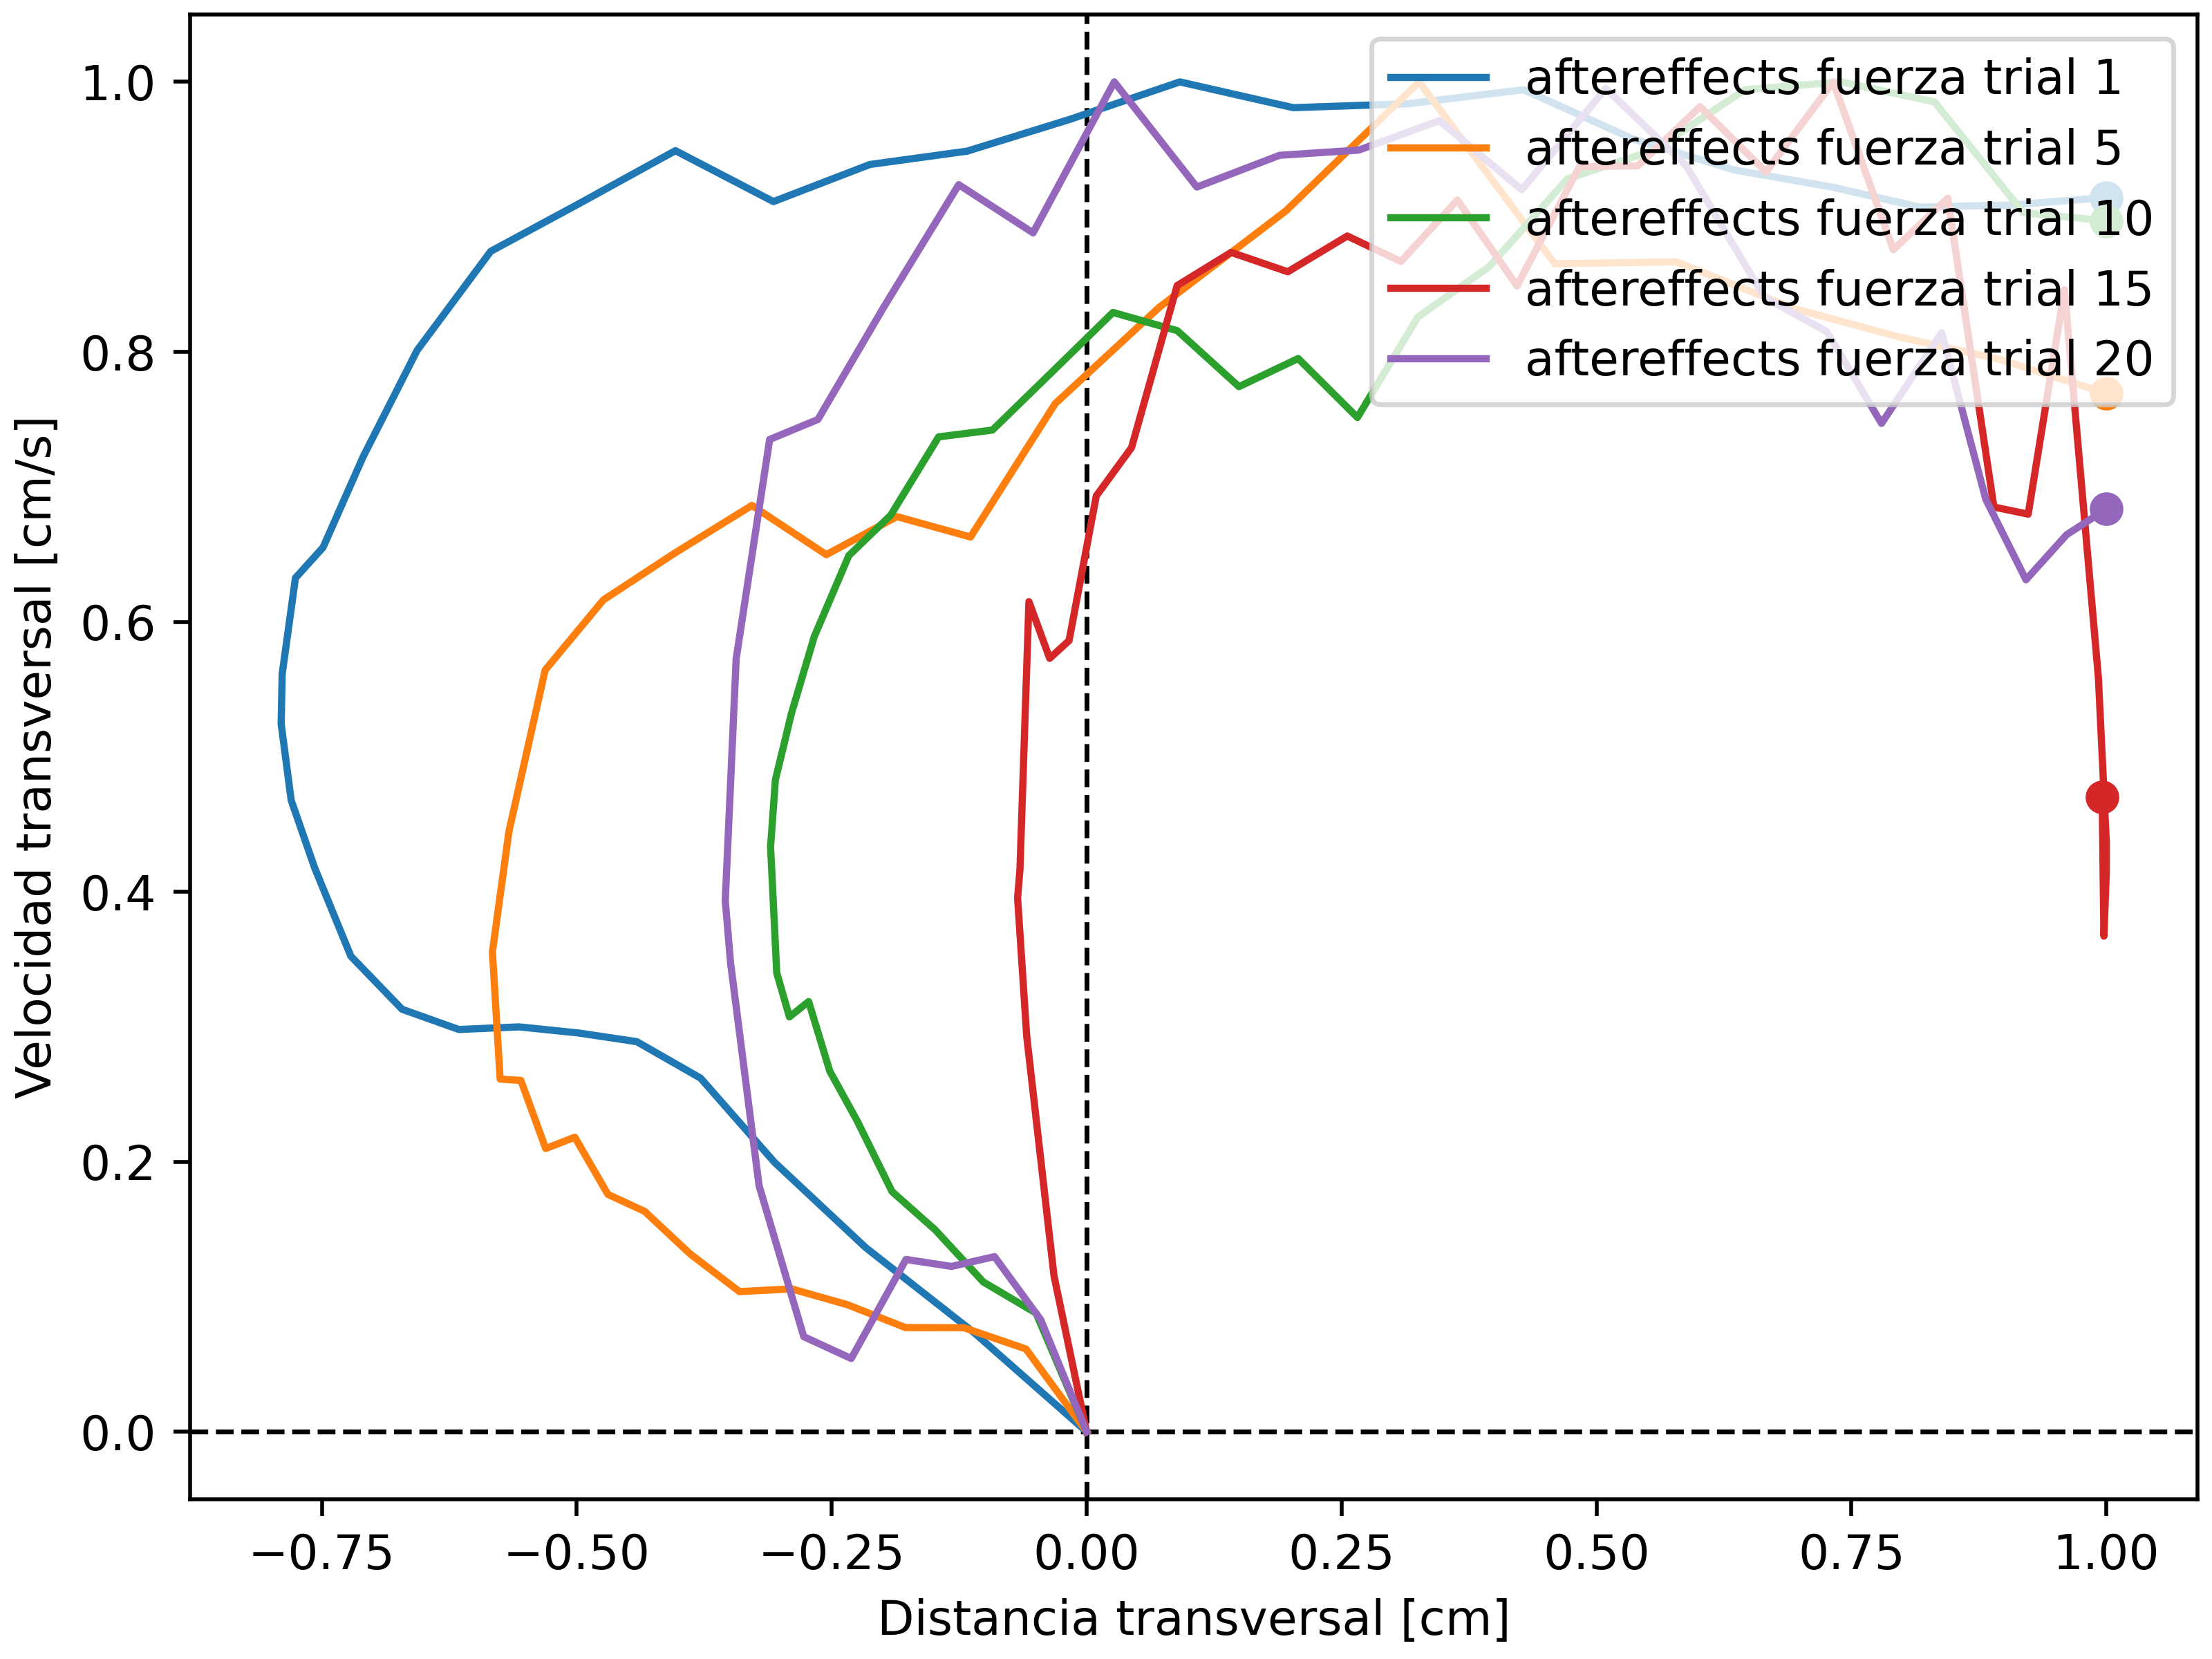 aftereffects fuerza trial 1
aftereffects fuerza trial 5
aftereffects fuerza trial 10
aftereffects fuerza trial 15
aftereffects fuerza trial 20
Velocidad transversal [cm/s]
1.0
0.8
0.6
0.4
0.2
0.0
−0.75 −0.50 −0.25 0.00 0.25 0.50 0.75 1.00
Distancia transversal [cm]